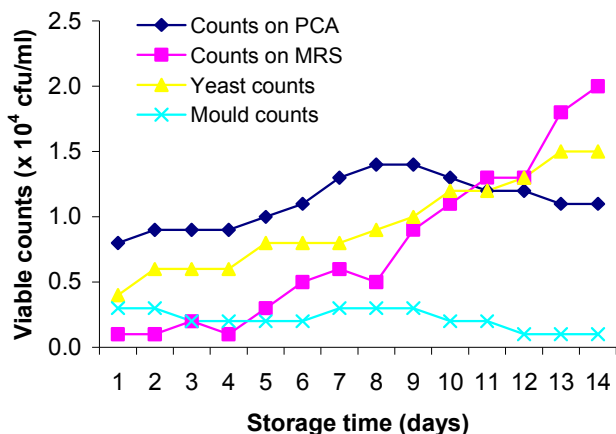 Counts on PCA
Counts on MRS
Yeast counts
Mould counts
Viable counts (x 10⁴ cfu/ml)
2.5
2.0
1.5
1.0
0.5
0.0
1 2 3 4 5 6 7 8 9 10 11 12 13 14
Storage time (days)